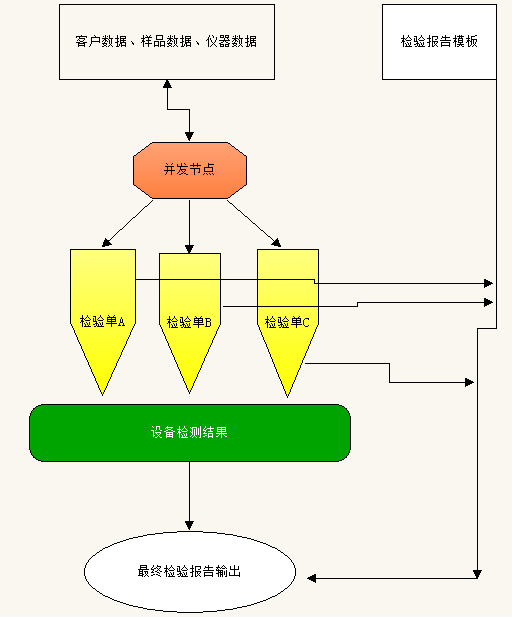 客户数据、样品数据、仪器数据
检验报告模板
并发节点
检验单A
检验单B
检验单C
设备检测结果
最终检验报告输出